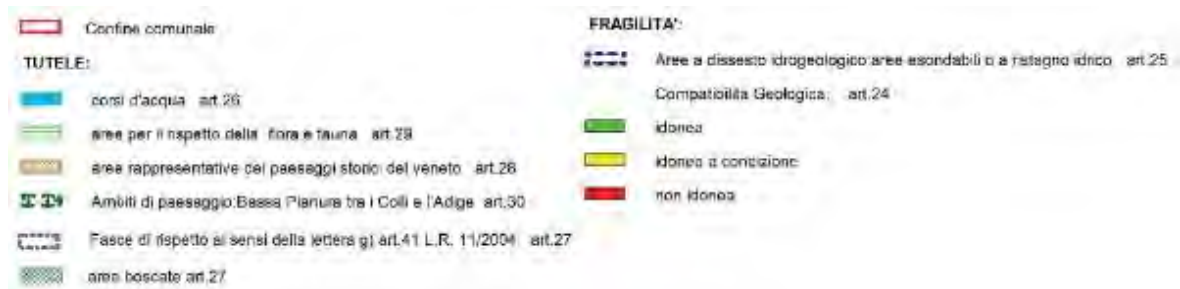 Confine comunale
TUTELE:
corsi d'acqua art.26
aree per il rispetto della flora e fauna art.29
aree rappresentative dei paesaggi storici del veneto art.28
Ambiti di paesaggio:Bassa Pianura tra i Colli e l'Adige art.30
Fasce di rispetto ai sensi della lettera g) art.41 L.R. 11/2004 art.27
aree boscate art.27
FRAGILITA':
Aree a dissesto idrogeologico aree esondabili o a ristagno idrico art.25
Compatibilità Geologica: art.24
idonea
idonea a condizione
non idonea